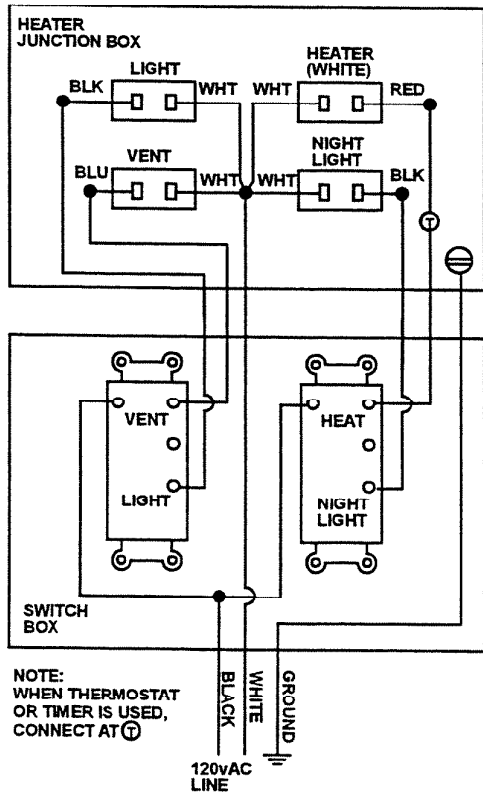 HEATER
JUNCTION BOX
LIGHT
HEATER
(WHITE)
BLK
WHT
WHT
RED
VENT
NIGHT
LIGHT
BLU
WHT
WHT
BLK
T
VENT
HEAT
LIGHT
NIGHT
LIGHT
SWITCH
BOX
NOTE:
WHEN THERMOSTAT
OR TIMER IS USED,
CONNECT AT T
BLACK
WHITE
GROUND
120vAC
LINE